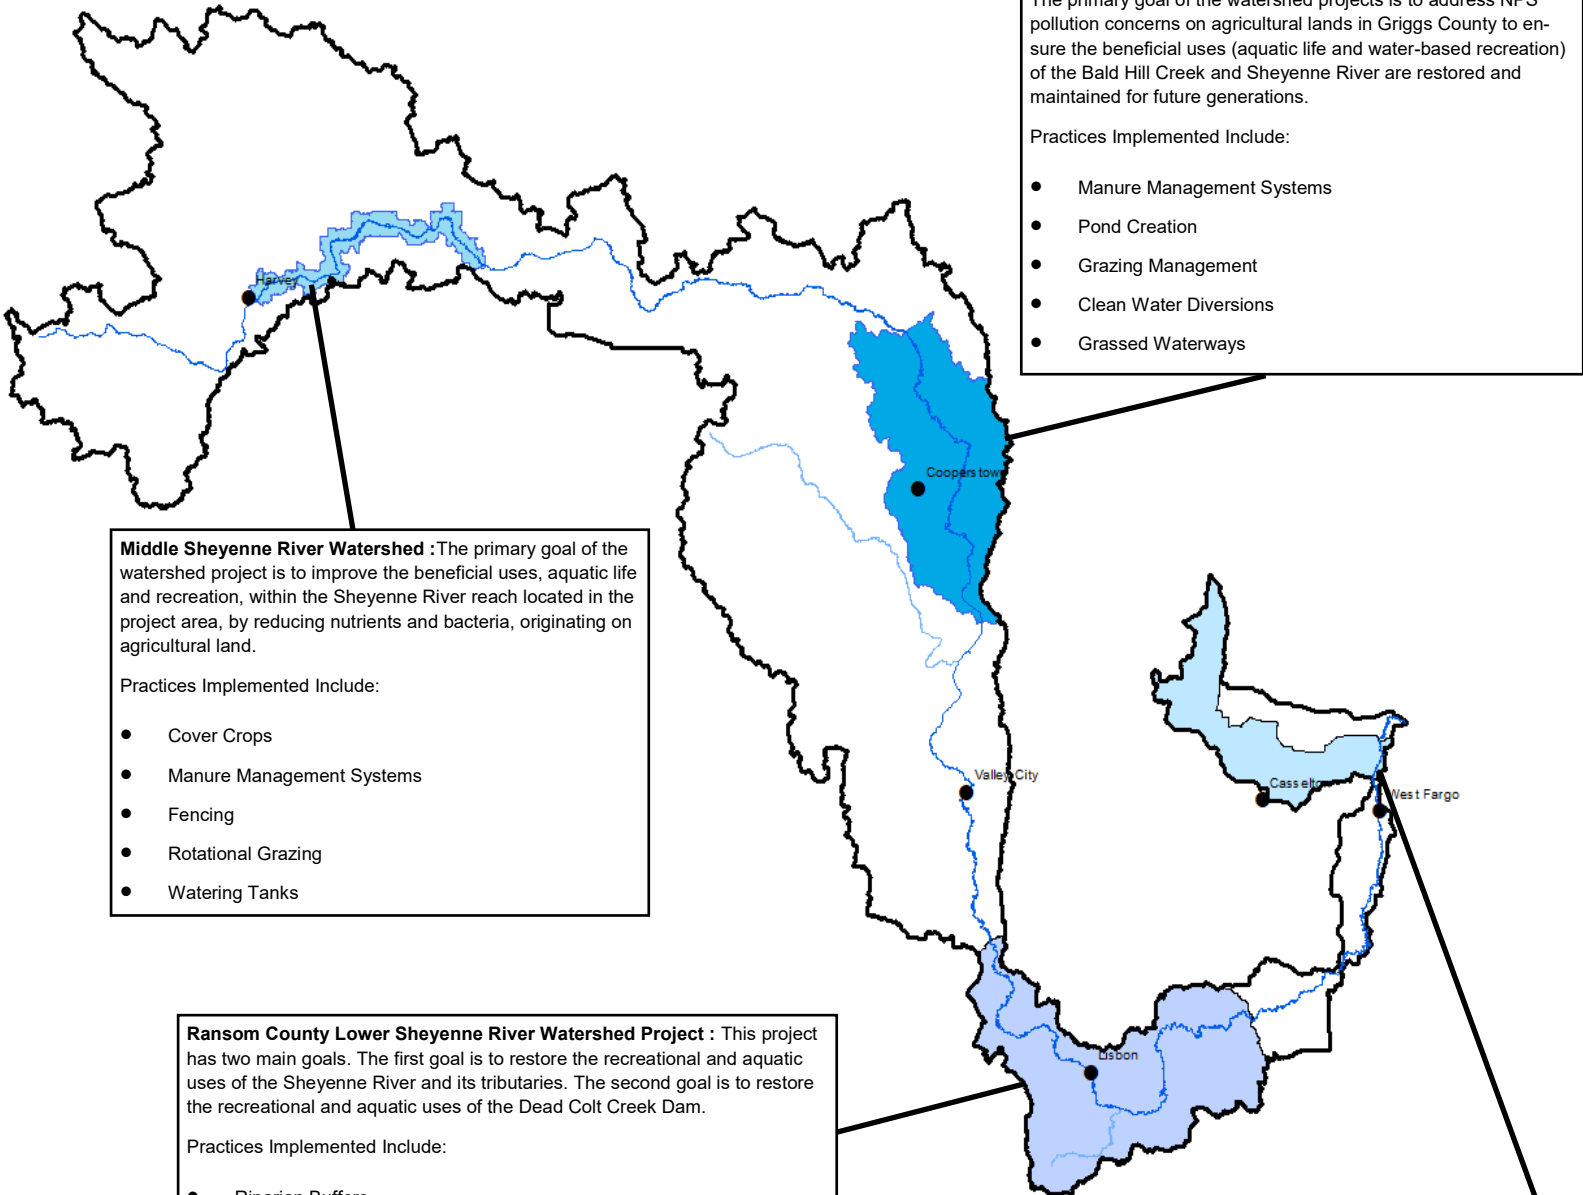 The primary goal of the watershed projects is to address NPS
pollution concerns on agricultural lands in Griggs County to en-
sure the beneficial uses (aquatic life and water-based recreation)
of the Bald Hill Creek and Sheyenne River are restored and
maintained for future generations.
Practices Implemented Include:
● Manure Management Systems
● Pond Creation
● Grazing Management
● Clean Water Diversions
● Grassed Waterways
Harvey
Cooperstown
Middle Sheyenne River Watershed :The primary goal of the
watershed project is to improve the beneficial uses, aquatic life
and recreation, within the Sheyenne River reach located in the
project area, by reducing nutrients and bacteria, originating on
agricultural land.
Practices Implemented Include:
● Cover Crops
● Manure Management Systems
● Fencing
● Rotational Grazing
● Watering Tanks
Valley City
Casselton
West Fargo
Lisbon
Ransom County Lower Sheyenne River Watershed Project : This project
has two main goals. The first goal is to restore the recreational and aquatic
uses of the Sheyenne River and its tributaries. The second goal is to restore
the recreational and aquatic uses of the Dead Colt Creek Dam.
Practices Implemented Include:
● Riparian Buffers